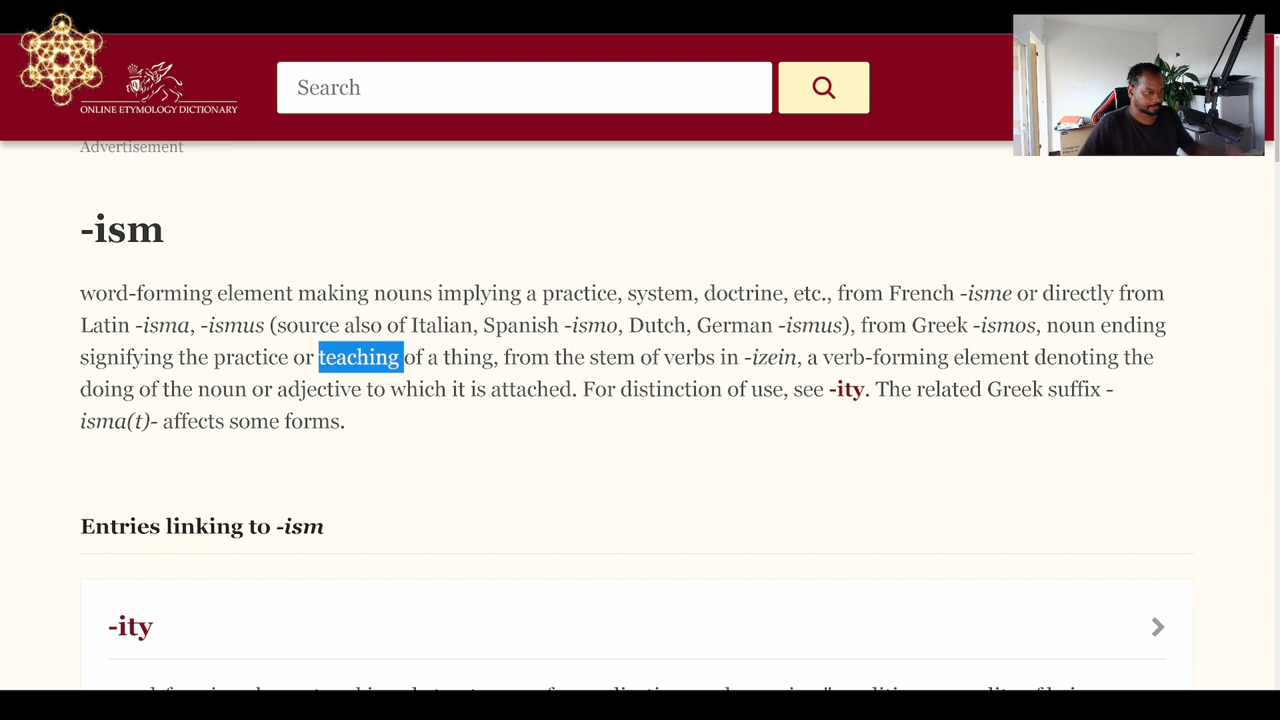 ONLINE ETYMOLOGY DICTIONARY
Search
Advertisement
-ism
word-forming element making nouns implying a practice, system, doctrine, etc., from French -isme or directly from
Latin -isma, -ismus (source also of Italian, Spanish -ismo, Dutch, German -ismus), from Greek -ismos, noun ending
signifying the practice or teaching of a thing, from the stem of verbs in -izein, a verb-forming element denoting the
doing of the noun or adjective to which it is attached. For distinction of use, see -ity. The related Greek suffix -
isma(t)- affects some forms.
Entries linking to -ism
-ity